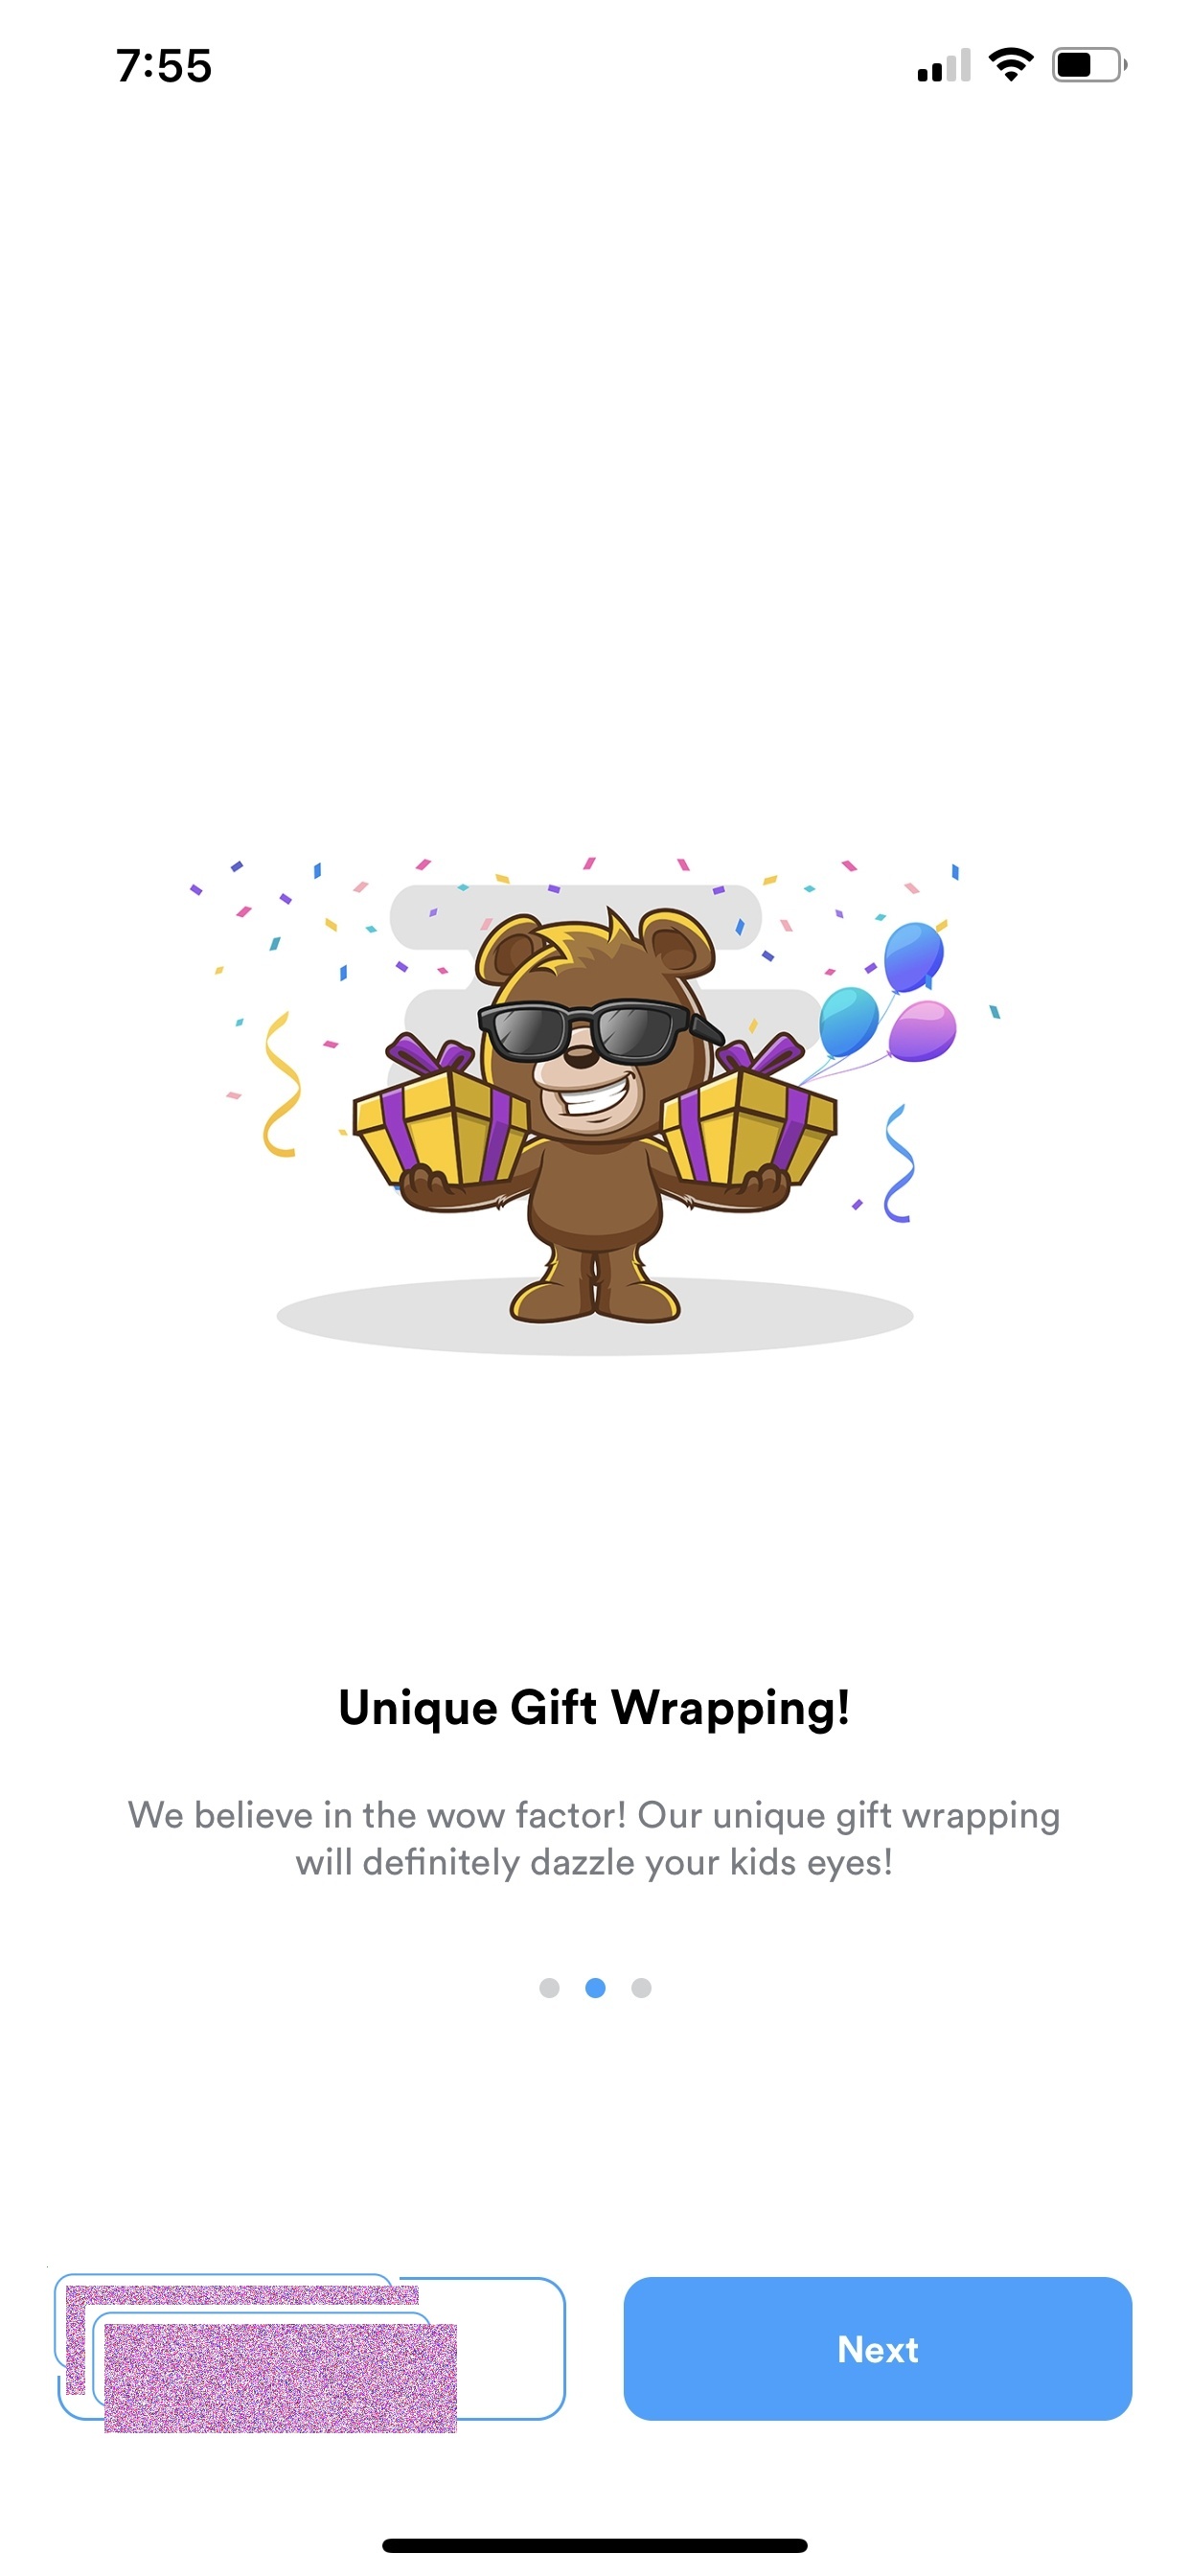 7:55
Unique Gift Wrapping!
We believe in the wow factor! Our unique gift wrapping
will definitely dazzle your kids eyes!
Next